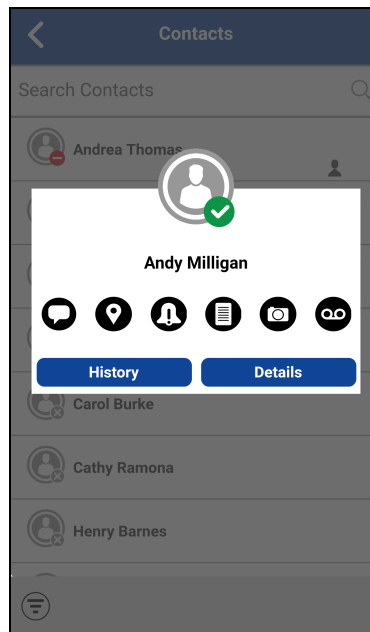 Contacts
Search Contacts
Andrea Thomas
Andy Milligan
History
Details
Carol Burke
Cathy Ramona
Henry Barnes